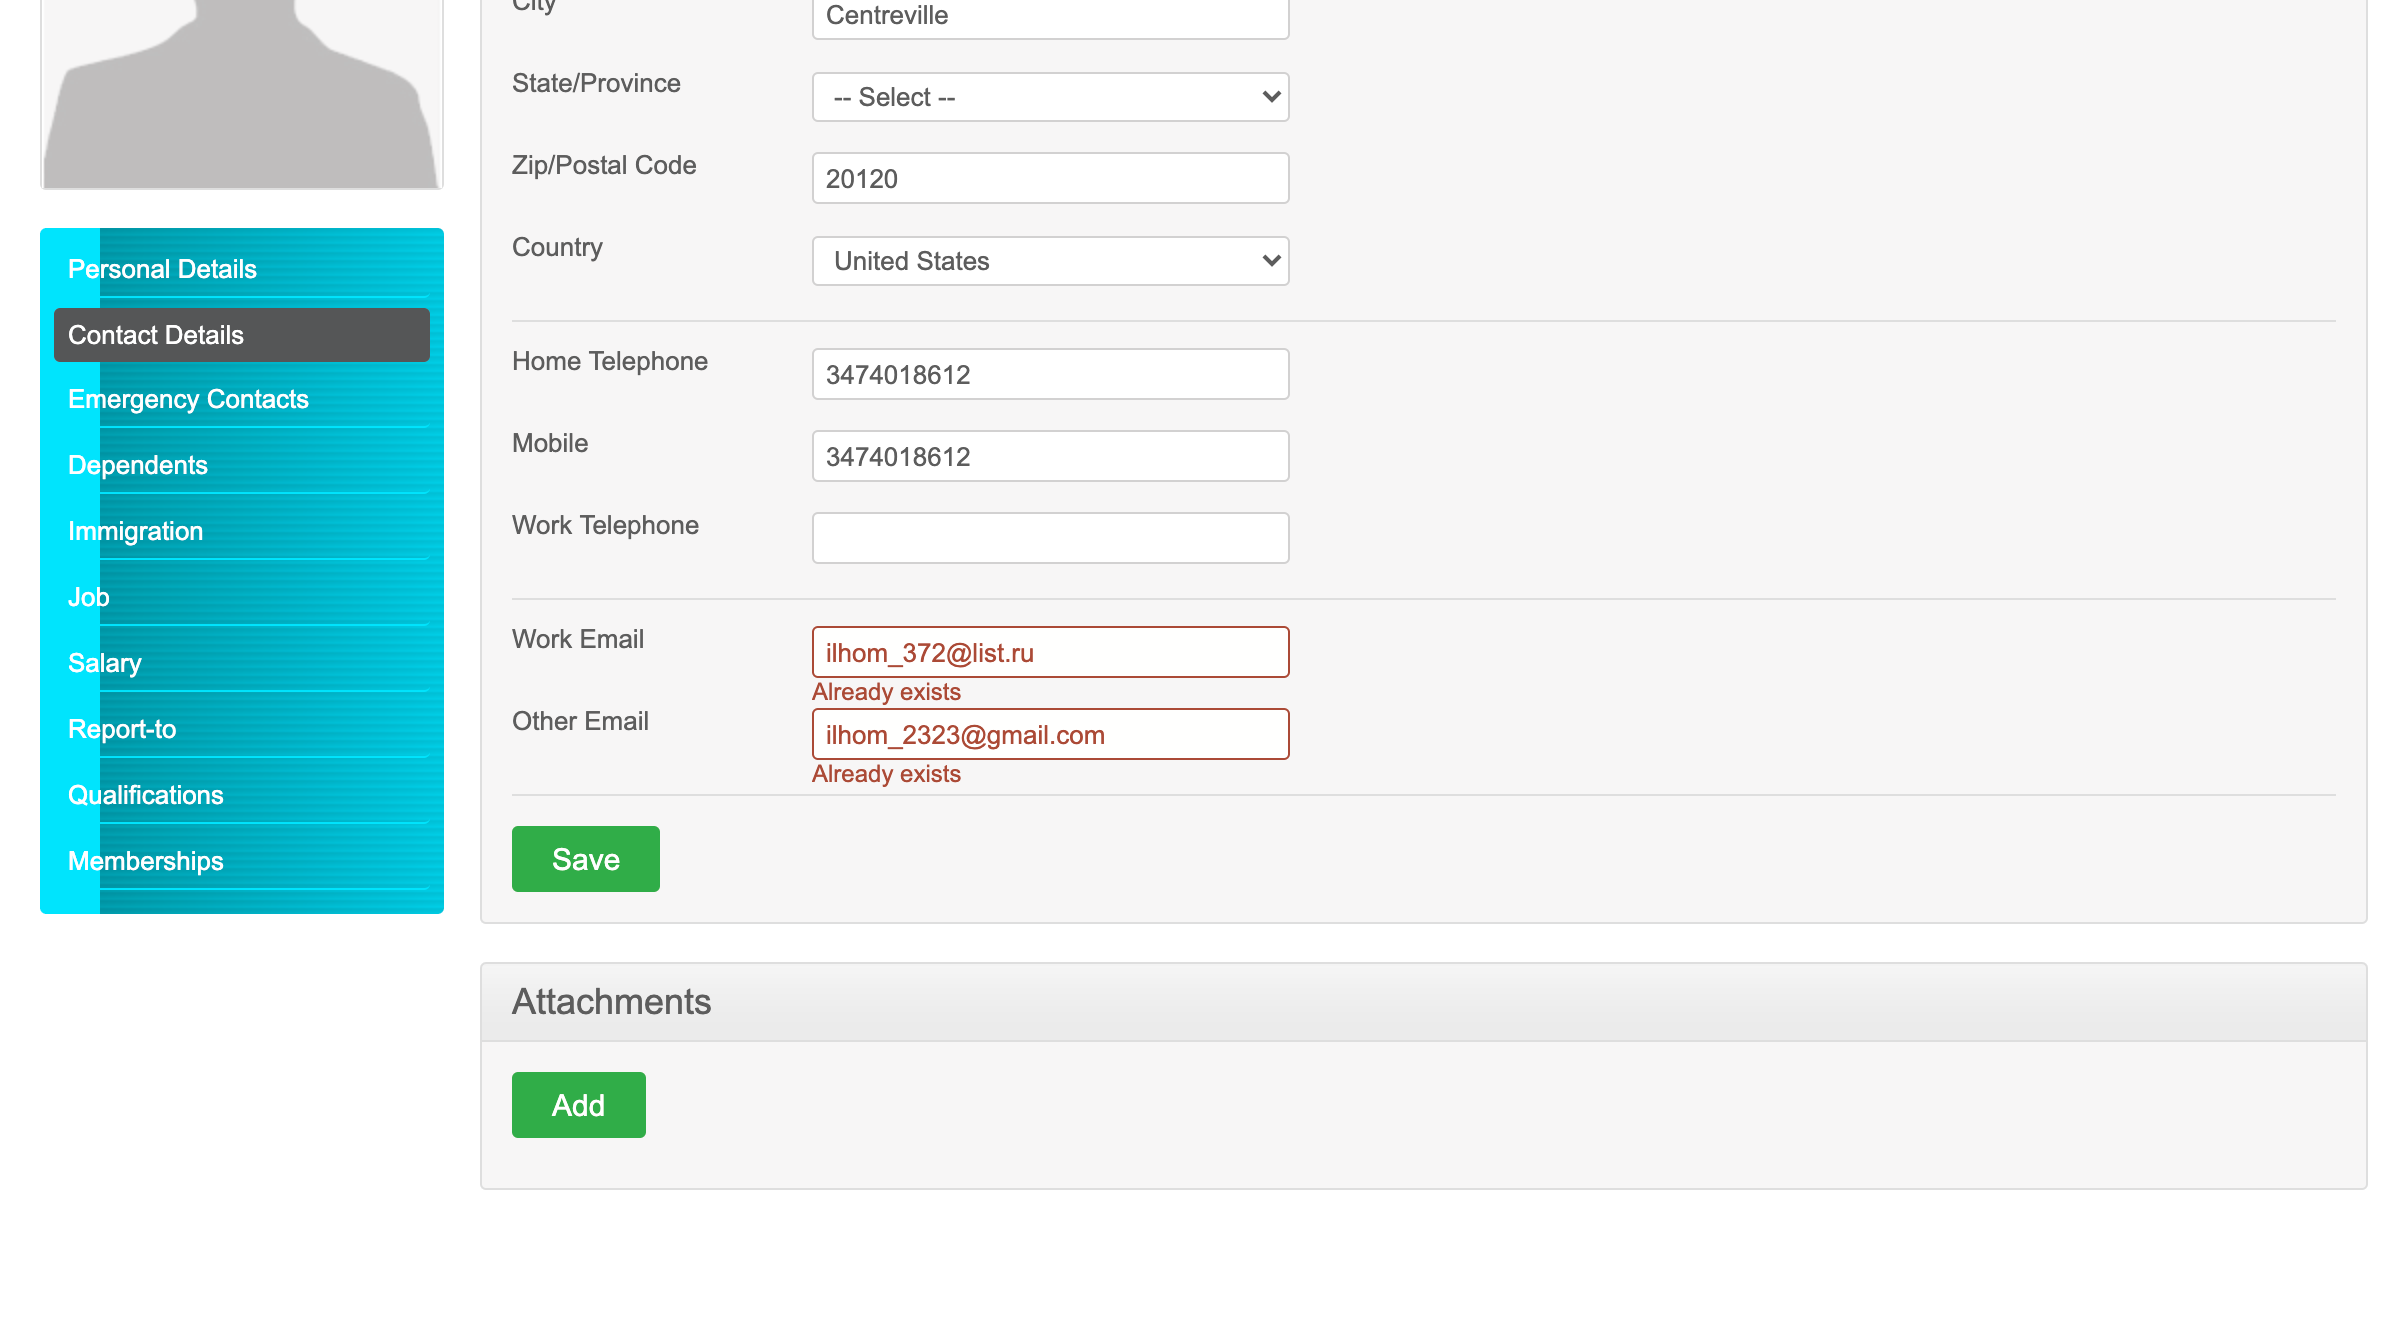 City
Centreville
State/Province
-- Select --
Zip/Postal Code
20120
Country
United States
Personal Details
Contact Details
Emergency Contacts
Dependents
Immigration
Job
Salary
Report-to
Qualifications
Memberships
Home Telephone
3474018612
Mobile
3474018612
Work Telephone
Work Email
ilhom_372@list.ru
Already exists
Other Email
ilhom_2323@gmail.com
Already exists
Save
Attachments
Add